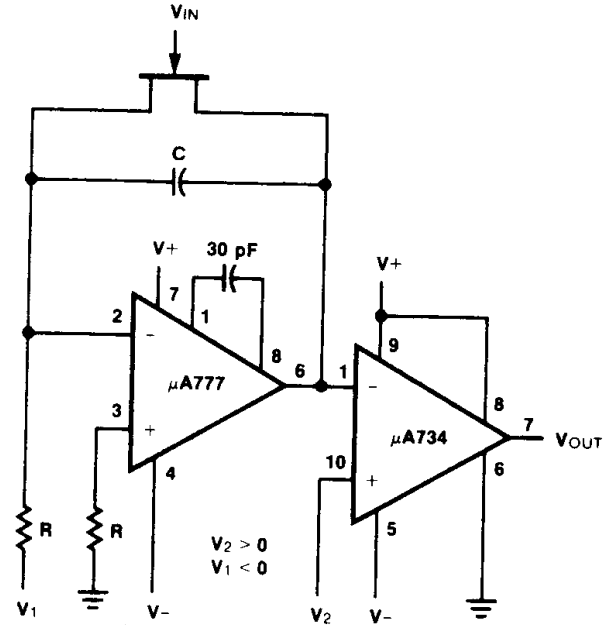 VIN
C
V+
30 pF
7
1
2
−
8
6
μA777
3
+
4
R
R
V1
V−
V+
9
1
−
8
7
VOUT
μA734
6
10
+
5
V2 > 0
V1 < 0
V2
V−